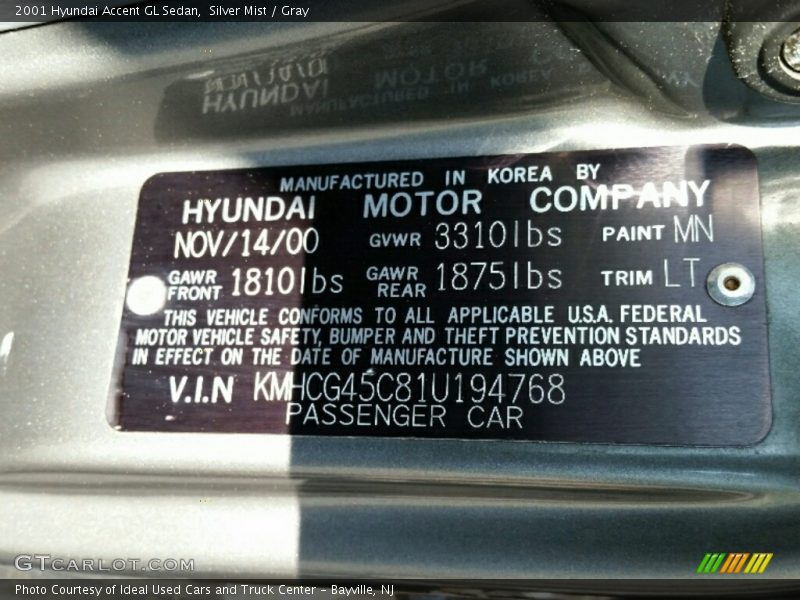 2001 Hyundai Accent GL Sedan,  Silver Mist / Gray
MANUFACTURED IN KOREA BY
HYUNDAI MOTOR COMPANY
NOV/14/00 GVWR 3310lbs PAINT MN
GAWR FRONT 1810lbs GAWR REAR 1875lbs TRIM LT
THIS VEHICLE CONFORMS TO ALL APPLICABLE U.S.A. FEDERAL
MOTOR VEHICLE SAFETY, BUMPER AND THEFT PREVENTION STANDARDS
IN EFFECT ON THE DATE OF MANUFACTURE SHOWN ABOVE
V.I.N KMHCG45C81U194768
PASSENGER CAR
GTCARLOT.COM
Photo Courtesy of Ideal Used Cars and Truck Center – Bayville, NJ